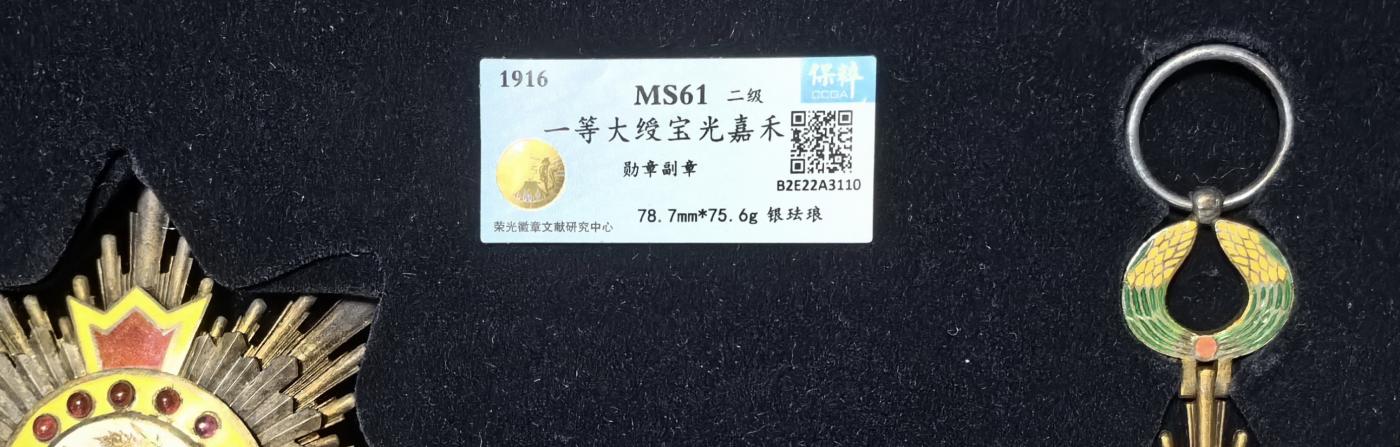 1916
保粹
CCGA
MS61 二级
一等大绶宝光嘉禾
勋章副章
B2E22A3110
78.7mm*75.6g 银珐琅
荣光徽章文献研究中心